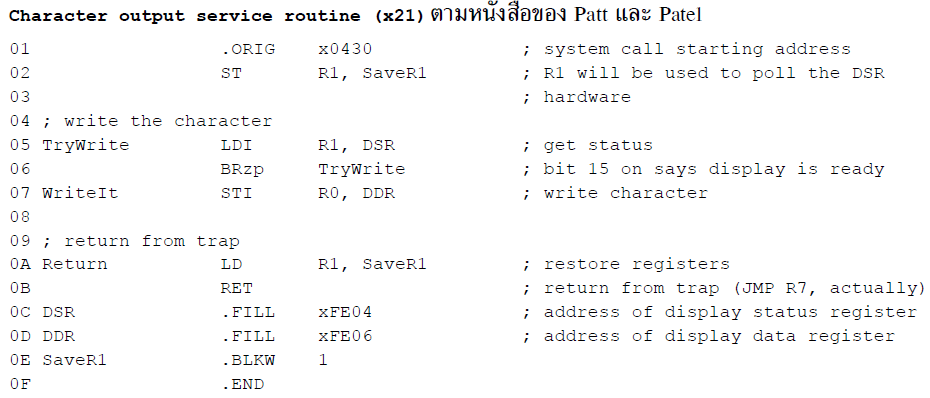 Character output service routine (x21) ตามหนังสือของ Patt และ Patel
01 .ORIG x0430 ; system call starting address
02 ST R1, SaveR1 ; R1 will be used to poll the DSR
03 ; hardware
04 ; write the character
05 TryWrite LDI R1, DSR ; get status
06 BRzp TryWrite ; bit 15 on says display is ready
07 WriteIt STI R0, DDR ; write character
08
09 ; return from trap
0A Return LD R1, SaveR1 ; restore registers
0B RET ; return from trap (JMP R7, actually)
0C DSR .FILL xFE04 ; address of display status register
0D DDR .FILL xFE06 ; address of display data register
0E SaveR1 .BLKW 1
0F .END